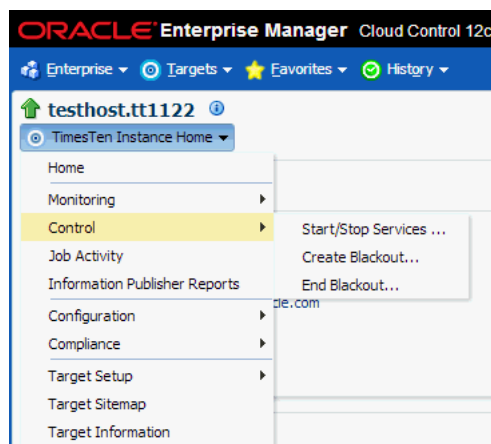 ORACLE Enterprise Manager Cloud Control 12c
Enterprise Targets Favorites History
testhost.tt1122
TimesTen Instance Home
Home
Monitoring
Control
Start/Stop Services ...
Job Activity
Create Blackout...
Information Publisher Reports
End Blackout...
cle.com
Configuration
Compliance
Target Setup
Target Sitemap
Target Information